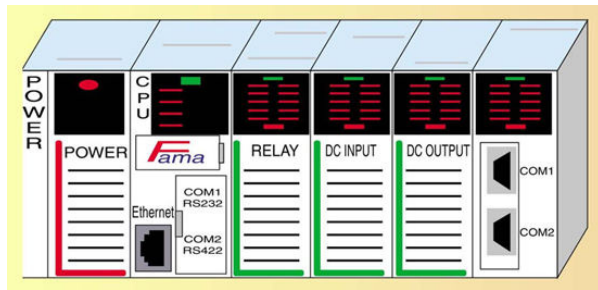 POWER
CPU
POWER
Fama
RELAY
DC INPUT
DC OUTPUT
COM1
RS232
COM2
RS422
Ethernet
COM1
COM2